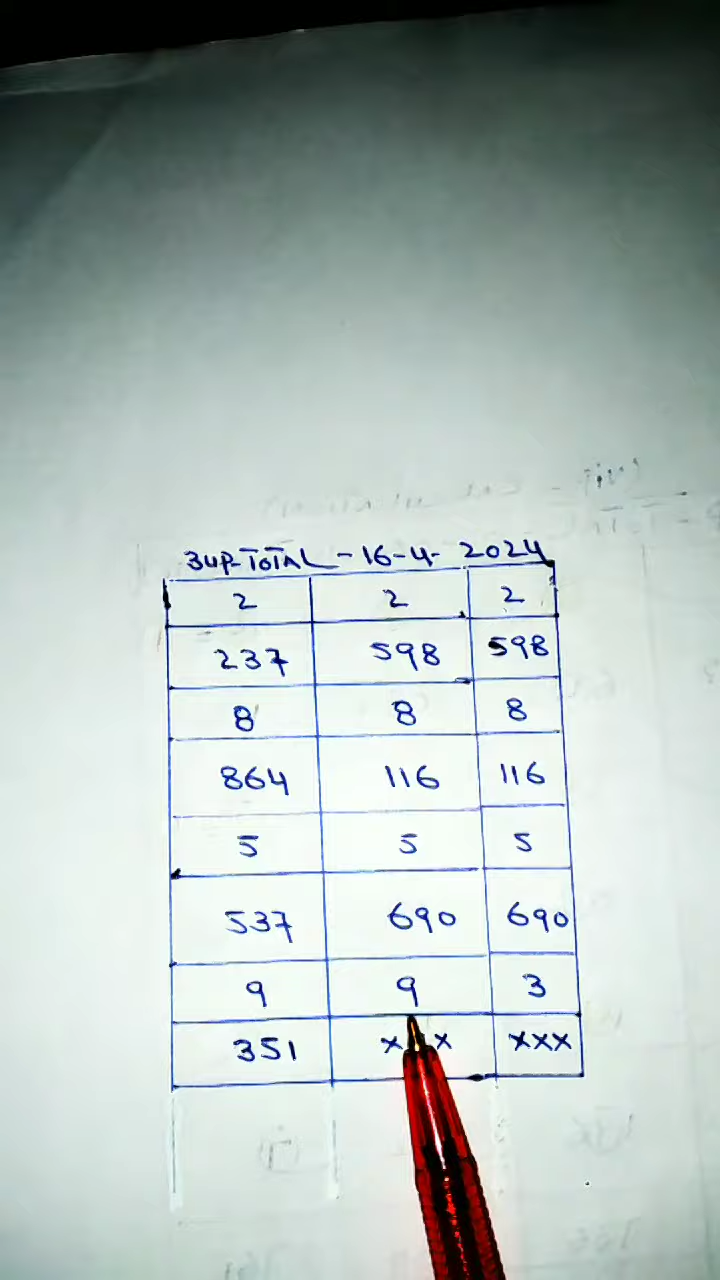 3UP-TOTAL - 16-4- 2024
2 2 2
237 598 598
8 8 8
864 116 116
5 5 5
537 690 690
9 9 3
351 xxx